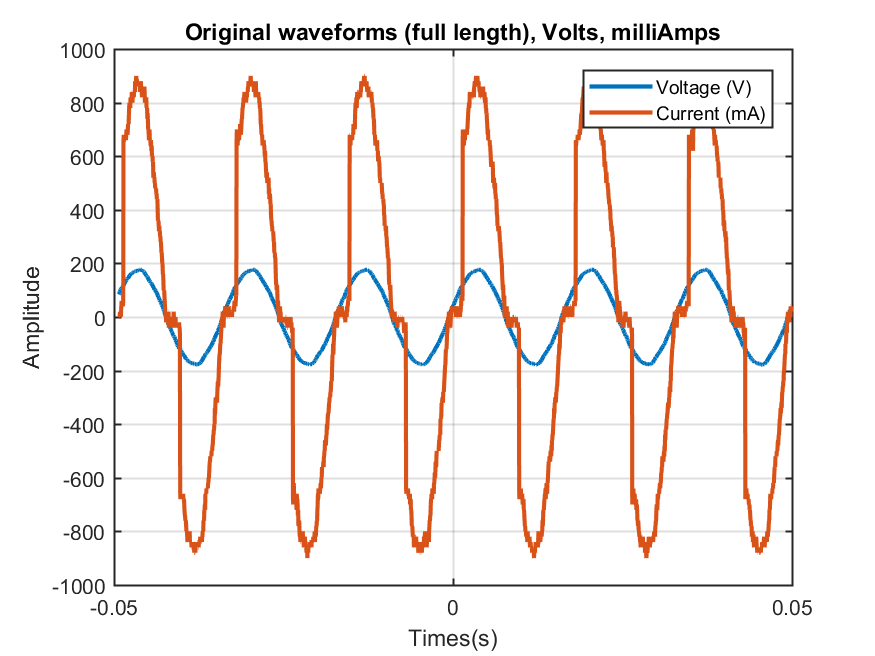 Original waveforms (full length), Volts, milliAmps
1000
800
600
400
200
0
-200
-400
-600
-800
-1000
Amplitude
Voltage (V)
Current (mA)
-0.05
0
0.05
Times(s)